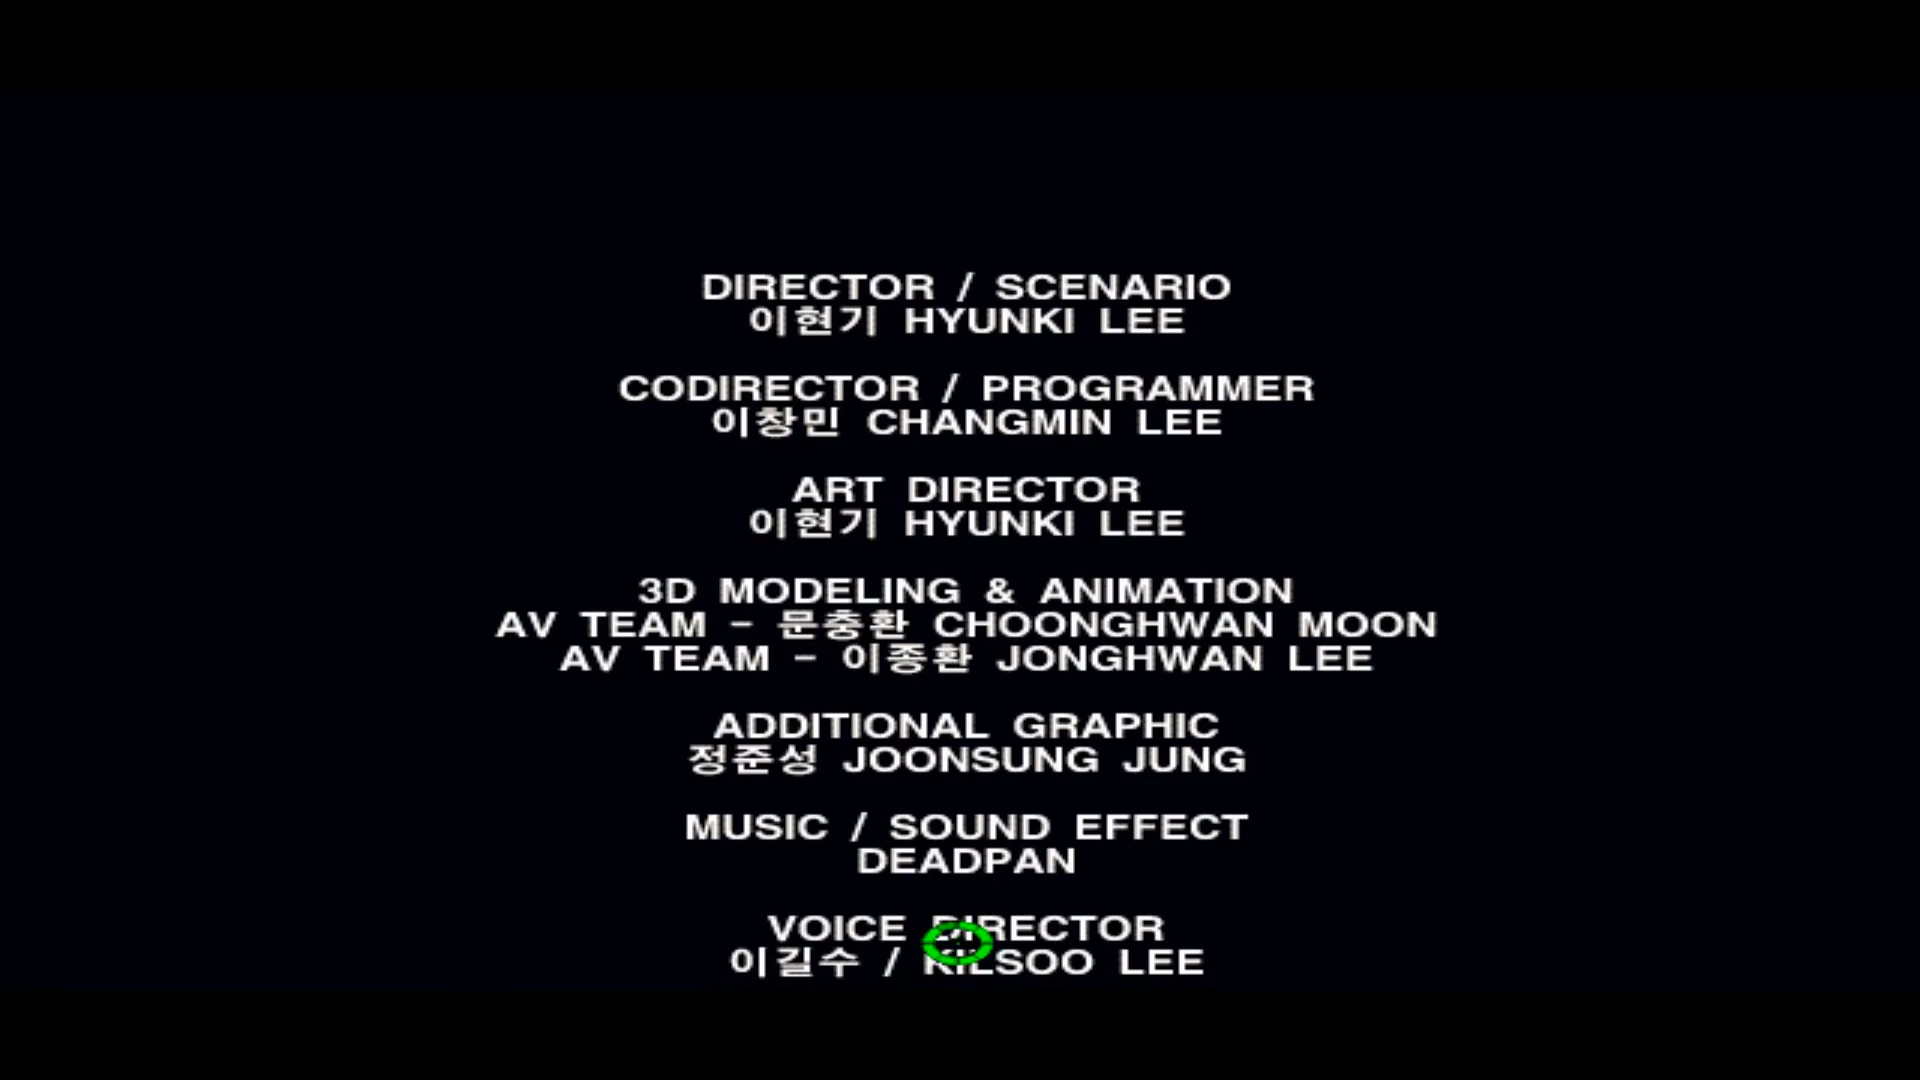 DIRECTOR / SCENARIO
이현기 HYUNKI LEE
CODIRECTOR / PROGRAMMER
이창민 CHANGMIN LEE
ART DIRECTOR
이현기 HYUNKI LEE
3D MODELING & ANIMATION
AV TEAM - 문충환 CHOONGHWAN MOON
AV TEAM - 이종환 JONGHWAN LEE
ADDITIONAL GRAPHIC
정준성 JOONSUNG JUNG
MUSIC / SOUND EFFECT
DEADPAN
VOICE DIRECTOR
이길수 / KILSOO LEE